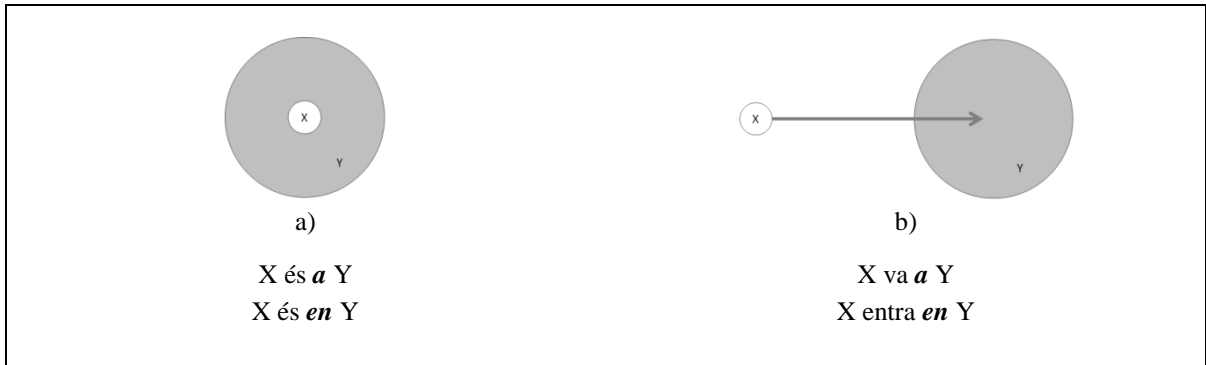 X
Y
a)
X és a Y
X és en Y
X
Y
b)
X va a Y
X entra en Y